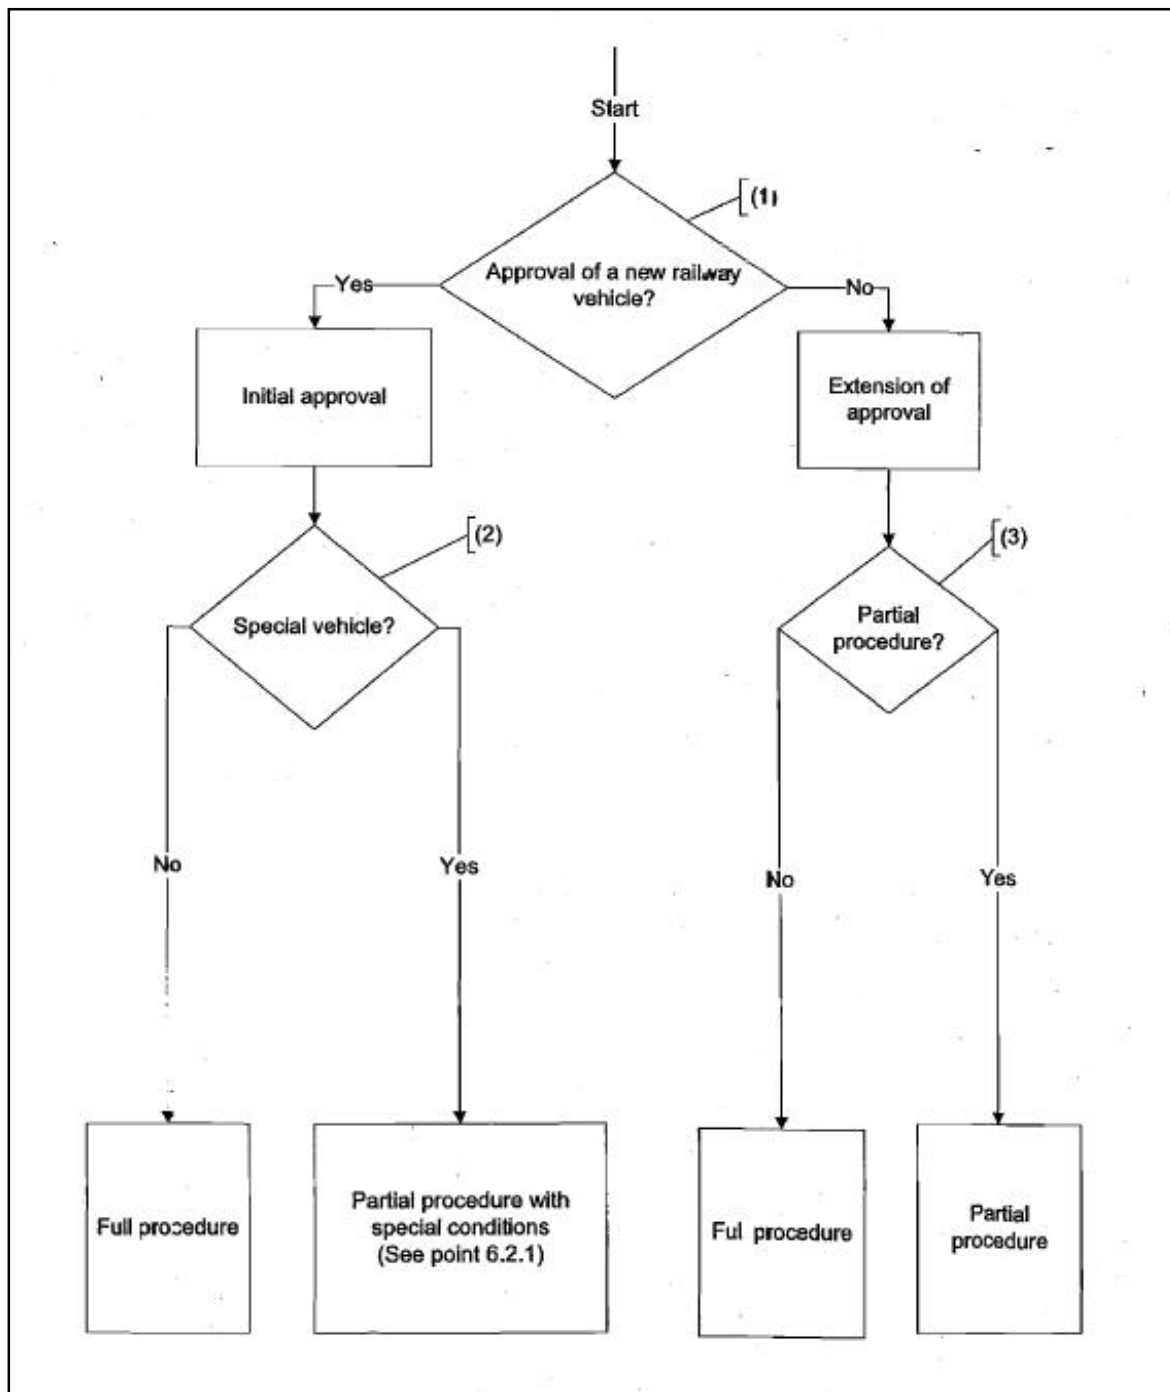 Start
(1)
Approval of a new railway
vehicle?
Yes
No
Initial approval
Extension of
approval
(2)
(3)
Special vehicle?
Partial
procedure?
No
Yes
No
Yes
Full procedure
Partial procedure with
special conditions
(See point 6.2.1)
Ful procedure
Partial
procedure